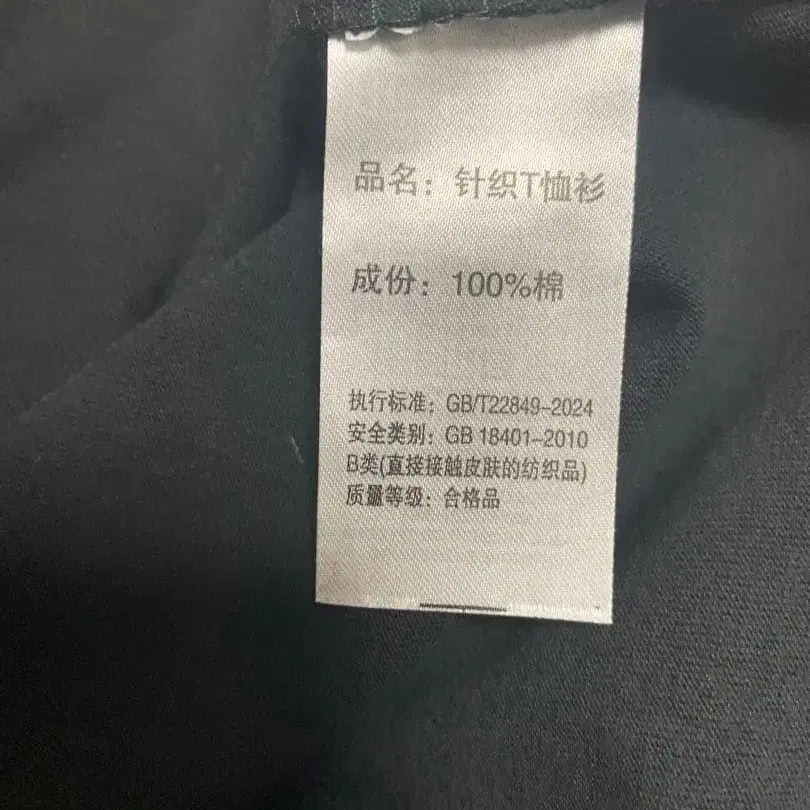 品名：针织T恤衫
成份：100%棉
执行标准：GB/T22849-2024
安全类别：GB 18401-2010
B类(直接接触皮肤的纺织品)
质量等级：合格品